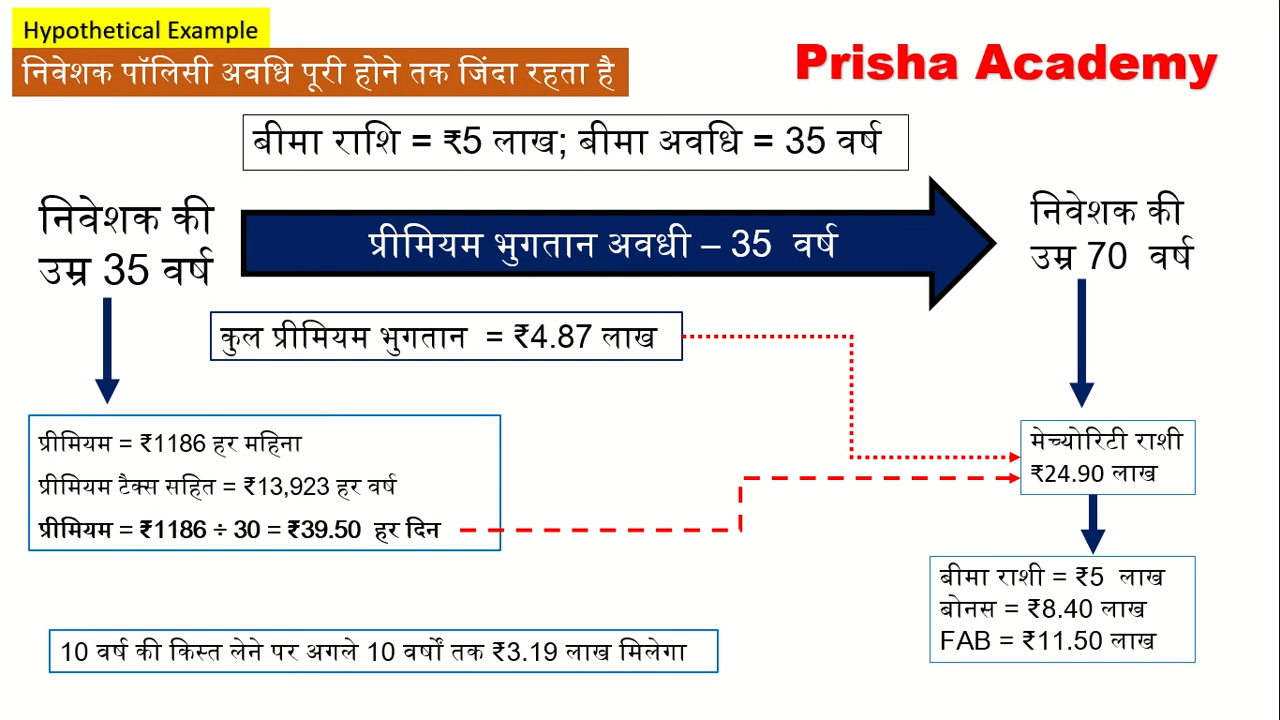 Hypothetical Example
निवेशक पॉलिसी अवधि पूरी होने तक जिंदा रहता है
Prisha Academy
बीमा राशि = ₹5 लाख; बीमा अवधि = 35 वर्ष
निवेशक की
उम्र 35 वर्ष
प्रीमियम भुगतान अवधी – 35 वर्ष
निवेशक की
उम्र 70 वर्ष
कुल प्रीमियम भुगतान = ₹4.87 लाख
प्रीमियम = ₹1186 हर महिना
प्रीमियम टैक्स सहित = ₹13,923 हर वर्ष
प्रीमियम = ₹1186 ÷ 30 = ₹39.50 हर दिन
मेच्योरिटी राशी
₹24.90 लाख
बीमा राशी = ₹5 लाख
बोनस = ₹8.40 लाख
FAB = ₹11.50 लाख
10 वर्ष की किस्त लेने पर अगले 10 वर्षों तक ₹3.19 लाख मिलेगा